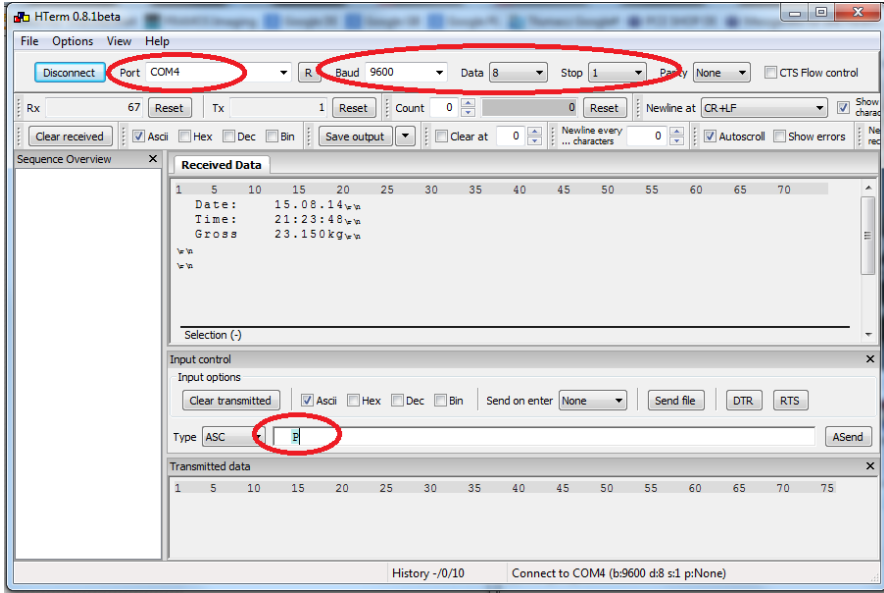 HTerm 0.8.1beta
File Options View Help
Disconnect Port COM4 R Baud 9600 Data 8 Stop 1 Parity None CTS Flow control
Rx 67 Reset Tx 1 Reset Count 0 0 Reset Newline at CR+LF Show
Clear received Ascii Hex Dec Bin Save output Clear at 0 Newline every ... characters 0 Autoscroll Show errors
Sequence Overview X
Received Data
1 5 10 15 20 25 30 35 40 45 50 55 60 65 70
Date: 15.08.14\r\n
Time: 21:23:48\r\n
Gross 23.150kg\r\n
\r\n
\r\n
Selection (-)
Input control
Input options
Clear transmitted Ascii Hex Dec Bin Send on enter None Send file DTR RTS
Type ASC P ASend
Transmitted data
1 5 10 15 20 25 30 35 40 45 50 55 60 65 70 75
History -/0/10 Connect to COM4 (b:9600 d:8 s:1 p:None)